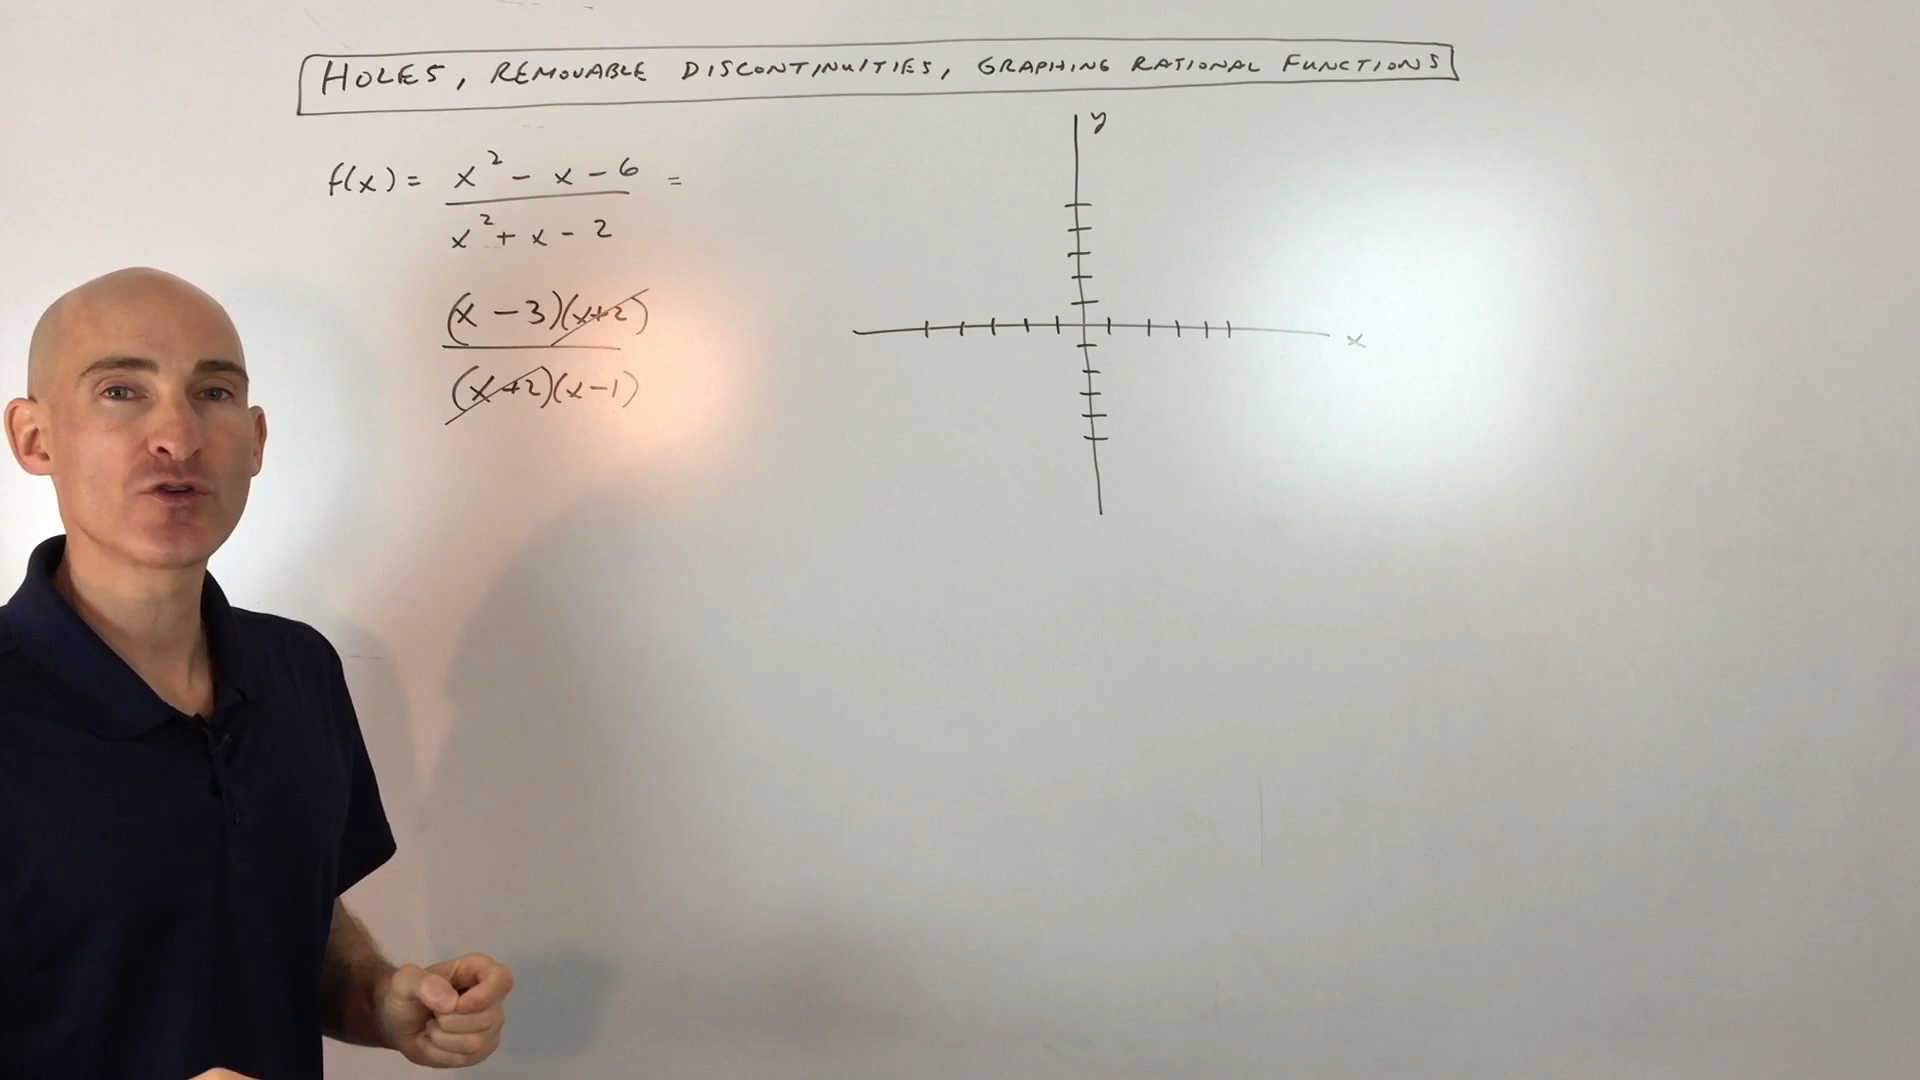 HOLES, REMOVABLE DISCONTINUITIES, GRAPHING RATIONAL FUNCTIONS
y
f(x) = x² - x - 6 =
x² + x - 2
(x - 3)(x+2)
(x+2)(x-1)
x